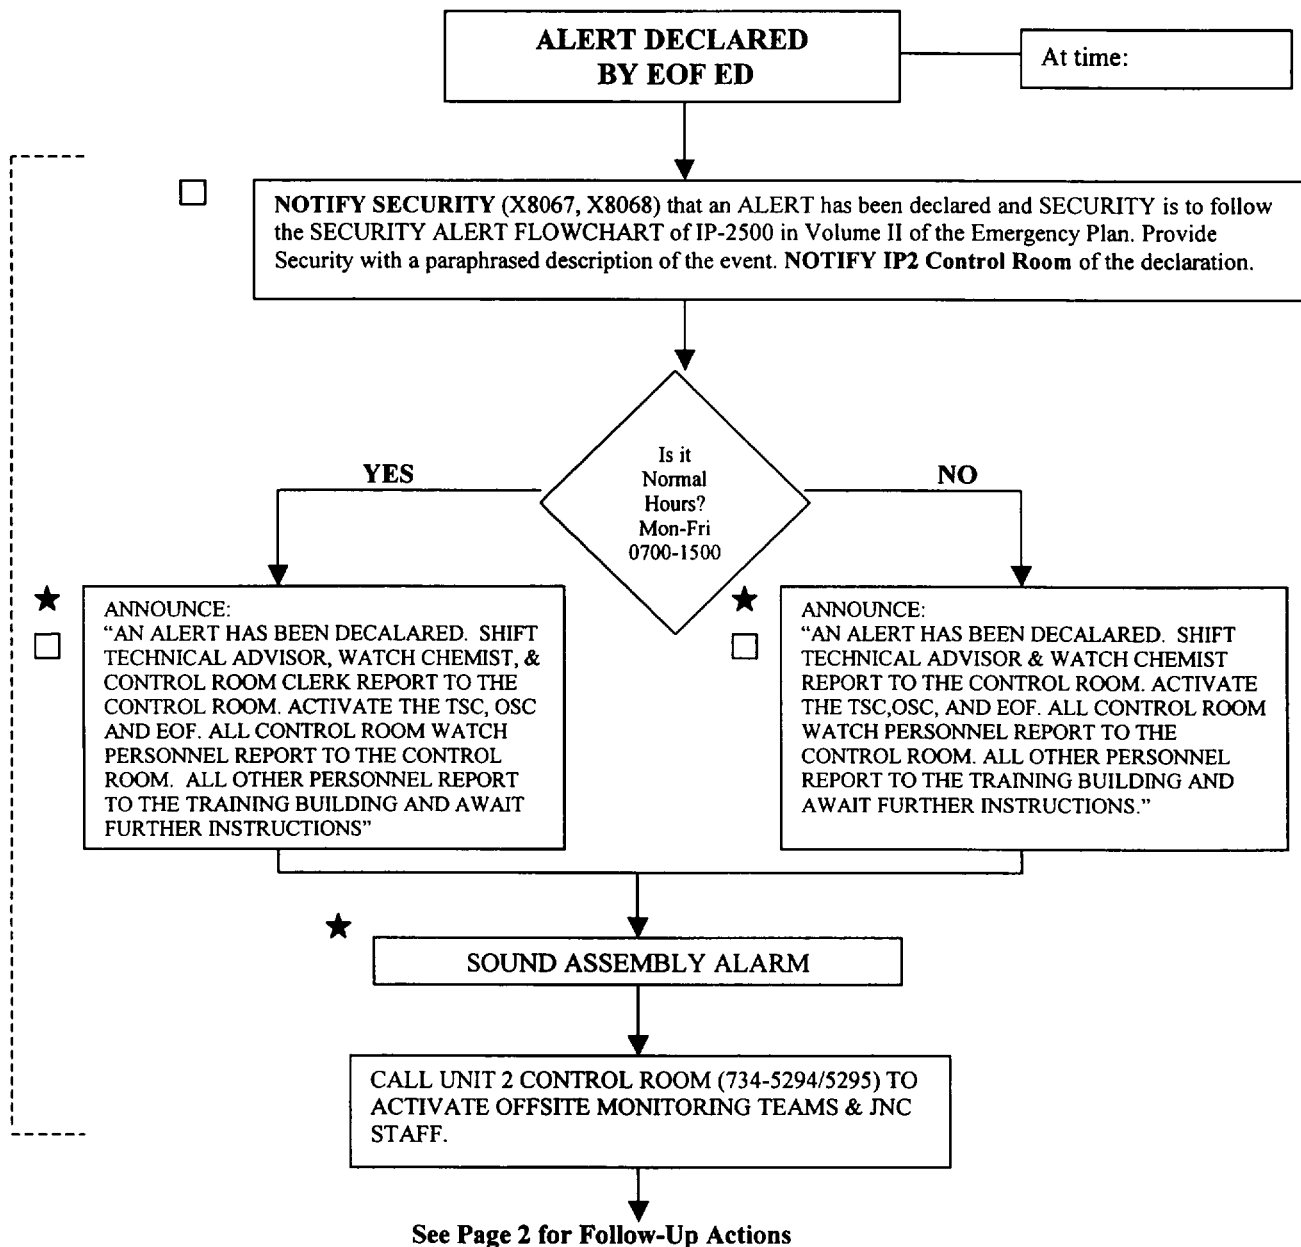 ALERT DECLARED
BY EOF ED
At time:
NOTIFY SECURITY (X8067, X8068) that an ALERT has been declared and SECURITY is to follow
the SECURITY ALERT FLOWCHART of IP-2500 in Volume II of the Emergency Plan. Provide
Security with a paraphrased description of the event. NOTIFY IP2 Control Room of the declaration.
Is it
Normal
Hours?
Mon-Fri
0700-1500
YES
NO
ANNOUNCE:
“AN ALERT HAS BEEN DECALARED. SHIFT
TECHNICAL ADVISOR, WATCH CHEMIST, &
CONTROL ROOM CLERK REPORT TO THE
CONTROL ROOM. ACTIVATE THE TSC, OSC
AND EOF. ALL CONTROL ROOM WATCH
PERSONNEL REPORT TO THE CONTROL
ROOM. ALL OTHER PERSONNEL REPORT
TO THE TRAINING BUILDING AND AWAIT
FURTHER INSTRUCTIONS”
ANNOUNCE:
“AN ALERT HAS BEEN DECALARED. SHIFT
TECHNICAL ADVISOR & WATCH CHEMIST
REPORT TO THE CONTROL ROOM. ACTIVATE
THE TSC,OSC, AND EOF. ALL CONTROL ROOM
WATCH PERSONNEL REPORT TO THE
CONTROL ROOM. ALL OTHER PERSONNEL
REPORT TO THE TRAINING BUILDING AND
AWAIT FURTHER INSTRUCTIONS.”
SOUND ASSEMBLY ALARM
CALL UNIT 2 CONTROL ROOM (734-5294/5295) TO
ACTIVATE OFFSITE MONITORING TEAMS & JNC
STAFF.
See Page 2 for Follow-Up Actions